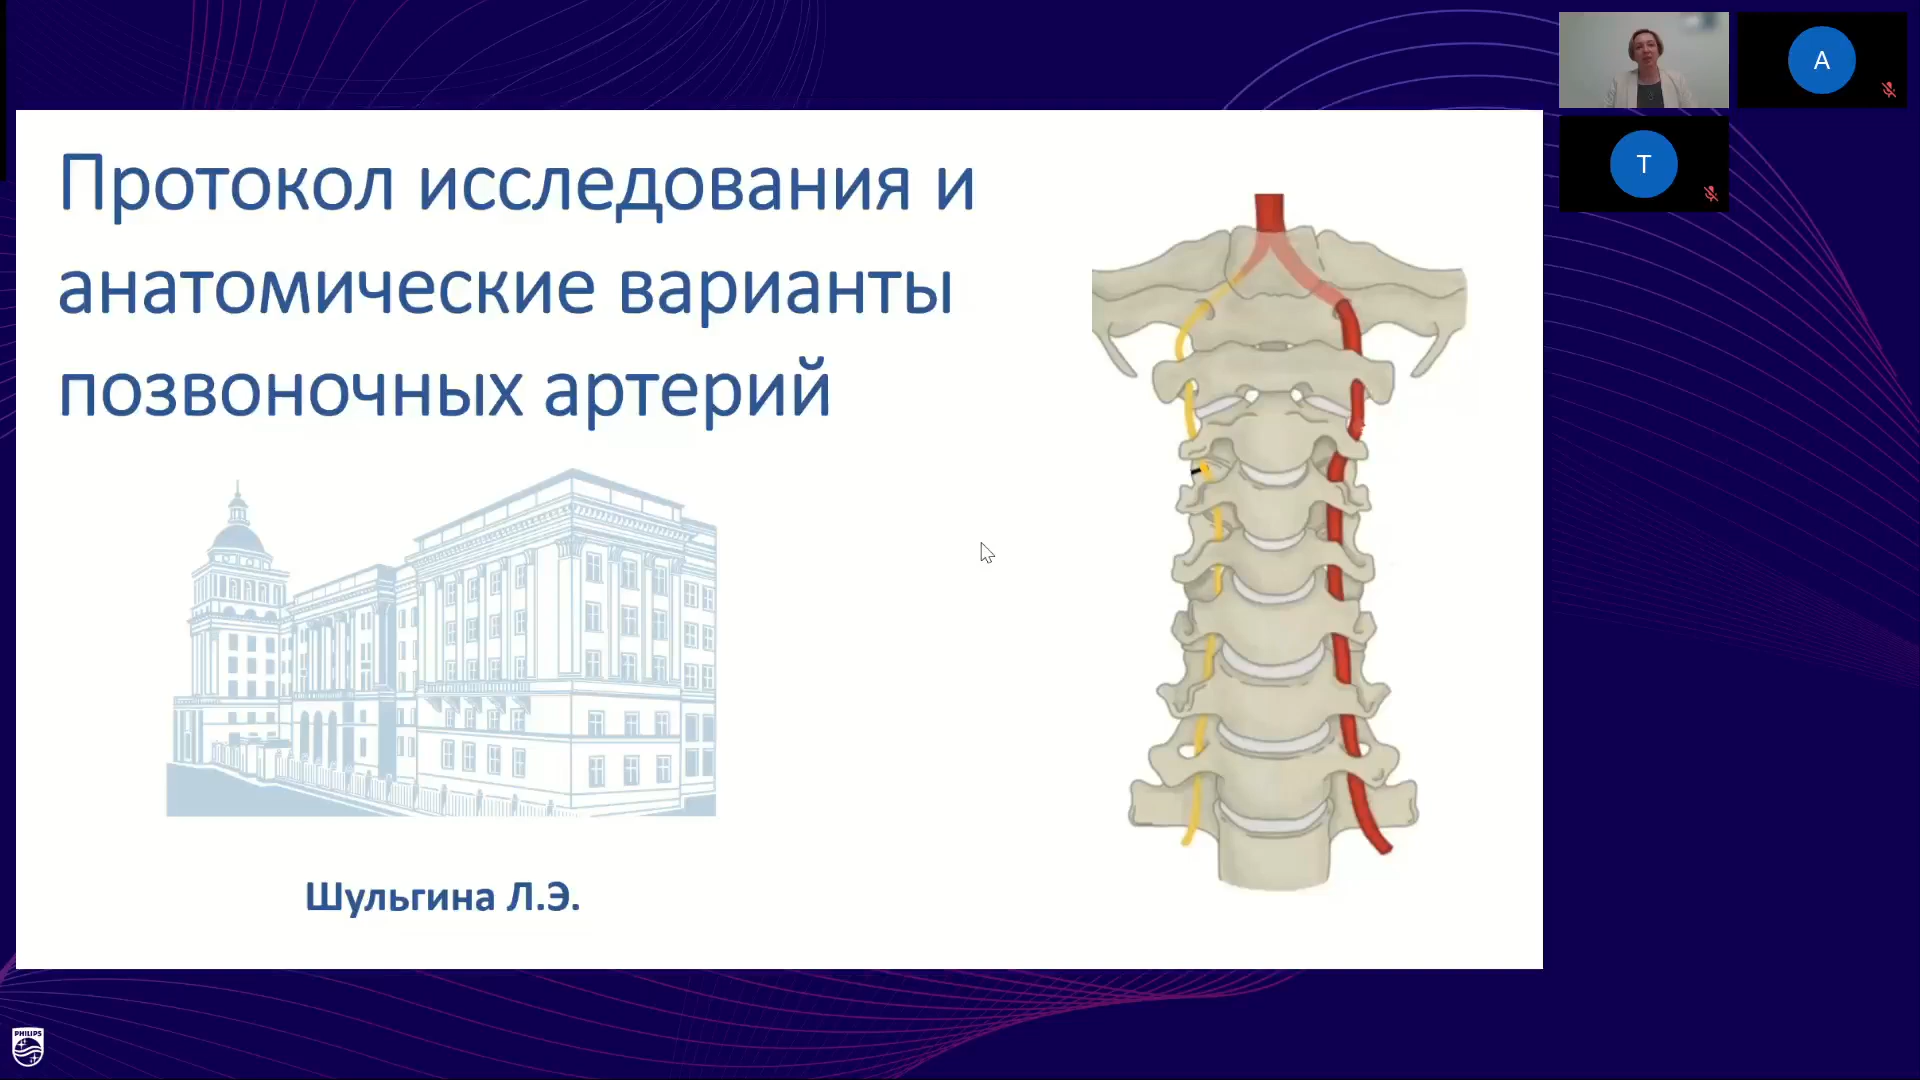 Протокол исследования и
анатомические варианты
позвоночных артерий
Шульгина Л.Э.
A
T
PHILIPS